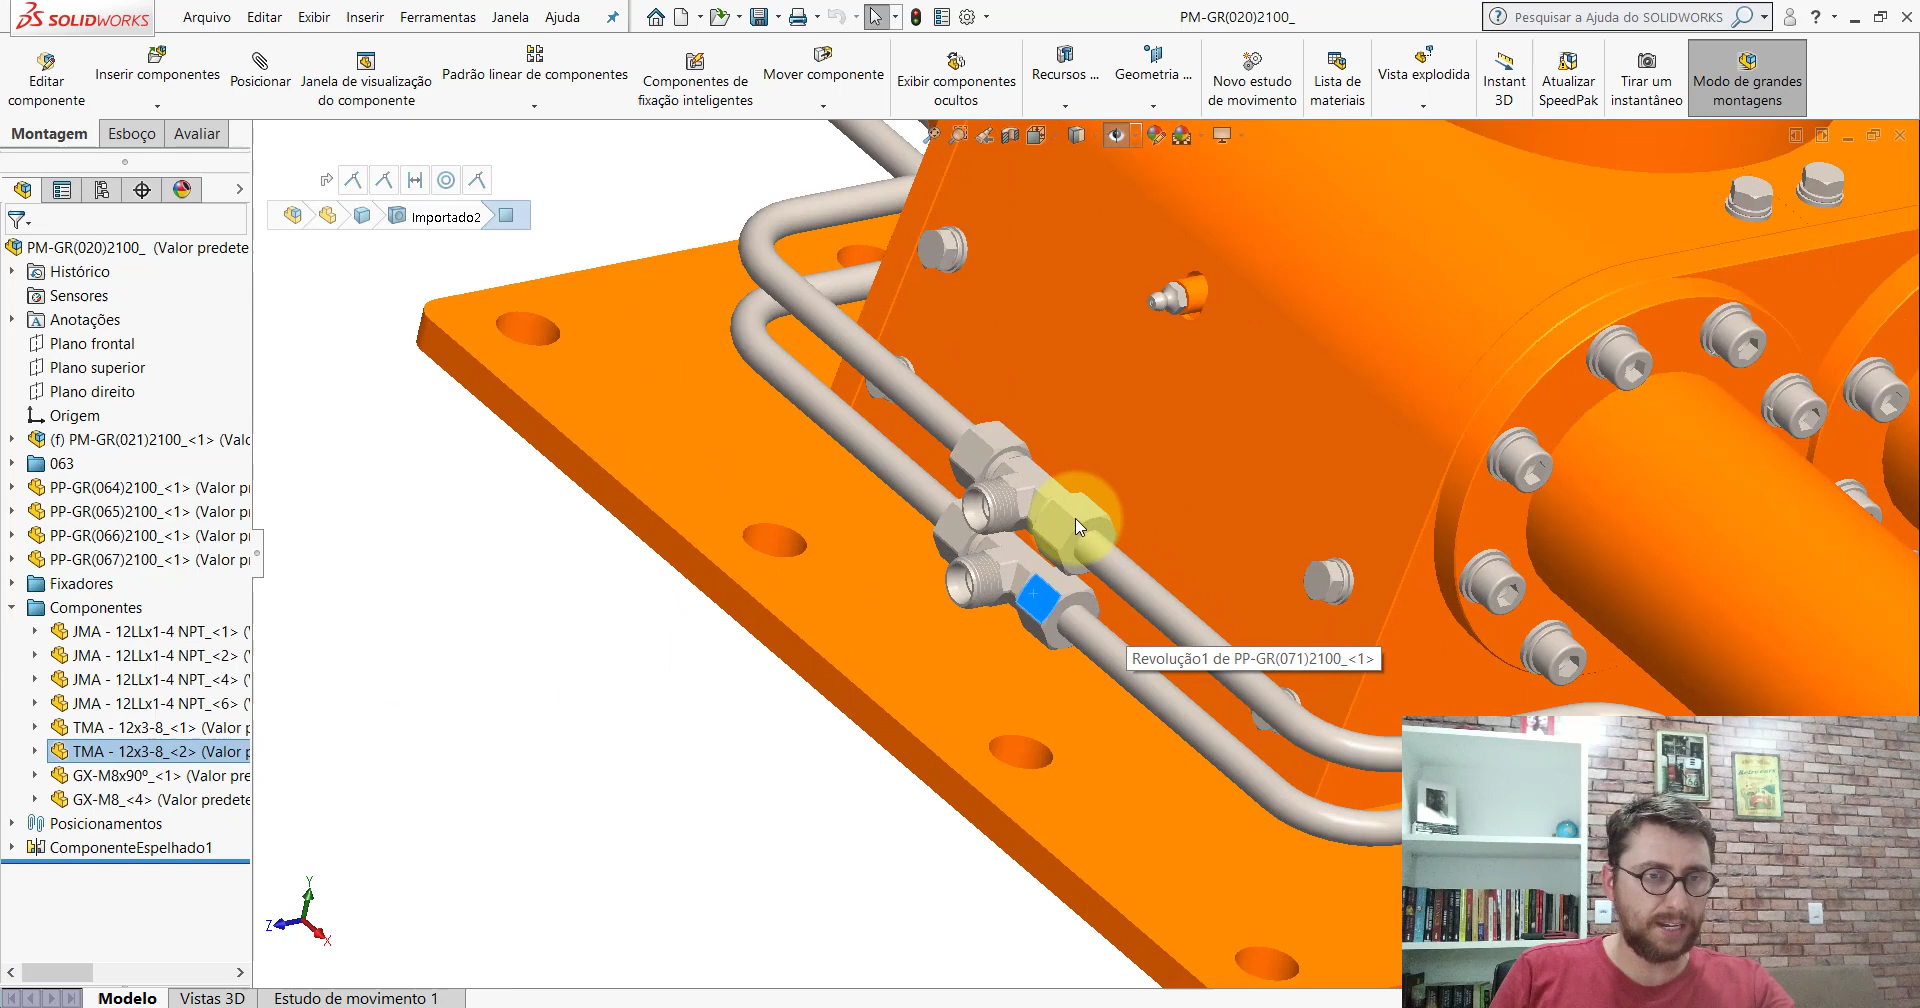 SOLIDWORKS
Arquivo Editar Exibir Inserir Ferramentas Janela Ajuda
PM-GR(020)2100_
Pesquisar a Ajuda do SOLIDWORKS
Editar componente
Inserir componentes
Posicionar
Janela de visualização do componente
Padrão linear de componentes
Componentes de fixação inteligentes
Mover componente
Exibir componentes ocultos
Recursos ...
Geometria ...
Novo estudo de movimento
Lista de materiais
Vista explodida
Instant 3D
Atualizar SpeedPak
Tirar um instantâneo
Modo de grandes montagens
Montagem Esboço Avaliar
Importado2
PM-GR(020)2100_ (Valor predete
Histórico
Sensores
Anotações
Plano frontal
Plano superior
Plano direito
Origem
(f) PM-GR(021)2100_<1> (Valc
063
PP-GR(064)2100_<1> (Valor pr
PP-GR(065)2100_<1> (Valor pr
PP-GR(066)2100_<1> (Valor pr
PP-GR(067)2100_<1> (Valor pr
Fixadores
Componentes
JMA - 12LLx1-4 NPT_<1> (V
JMA - 12LLx1-4 NPT_<2> (V
JMA - 12LLx1-4 NPT_<4> (V
JMA - 12LLx1-4 NPT_<6> (V
TMA - 12x3-8_<1> (Valor p
TMA - 12x3-8_<2> (Valor p
GX-M8x90º_<1> (Valor pre
GX-M8_<4> (Valor predete
Posicionamentos
ComponenteEspelhado1
Revolução1 de PP-GR(071)2100_<1>
Y
Z
X
Modelo Vistas 3D Estudo de movimento 1